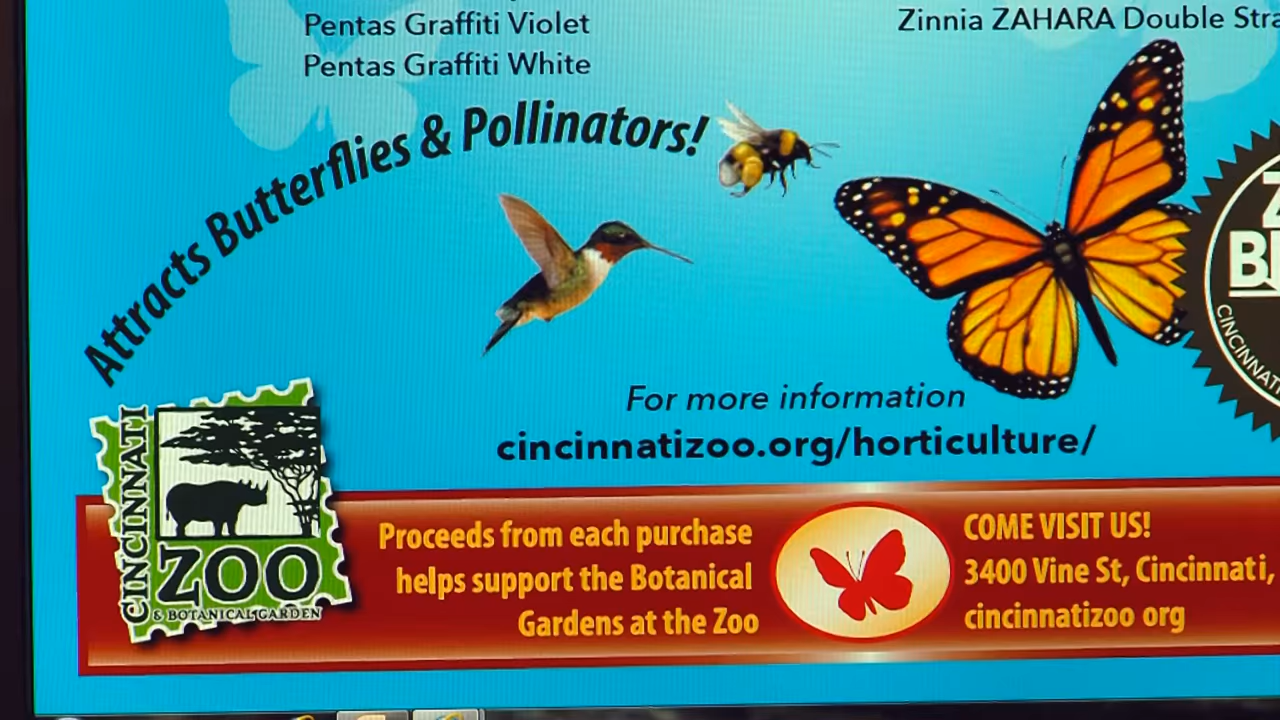 Pentas Graffiti Violet
Pentas Graffiti White
Zinnia ZAHARA Double
Attracts Butterflies & Pollinators!
For more information
cincinnatizoo.org/horticulture/
CINCINNATI
ZOO
& BOTANICAL GARDEN
Proceeds from each purchase
helps support the Botanical
Gardens at the Zoo
COME VISIT US!
3400 Vine St, Cincinnati,
cincinnatizoo org